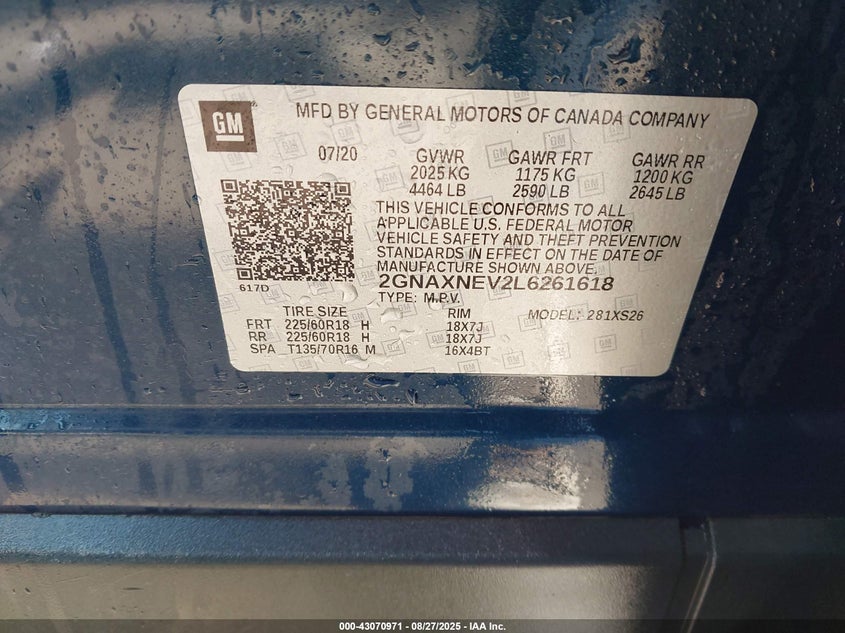 GM
MFD BY GENERAL MOTORS OF CANADA COMPANY
07/20 GVWR GAWR FRT GAWR RR
2025 KG 1175 KG 1200 KG
4464 LB 2590 LB 2645 LB
THIS VEHICLE CONFORMS TO ALL
APPLICABLE U.S. FEDERAL MOTOR
VEHICLE SAFETY AND THEFT PREVENTION
STANDARDS IN EFFECT ON THE DATE OF
MANUFACTURE SHOWN ABOVE.
617D 2GNAXNEV2L6261618
TYPE: M.P.V. MODEL: 281XS26
TIRE SIZE RIM
FRT 225/60R18 H 18X7J
RR 225/60R18 H 18X7J
SPA T135/70R16 M 16X4BT
000-43070971 | 08/27/2025 - IAA Inc.